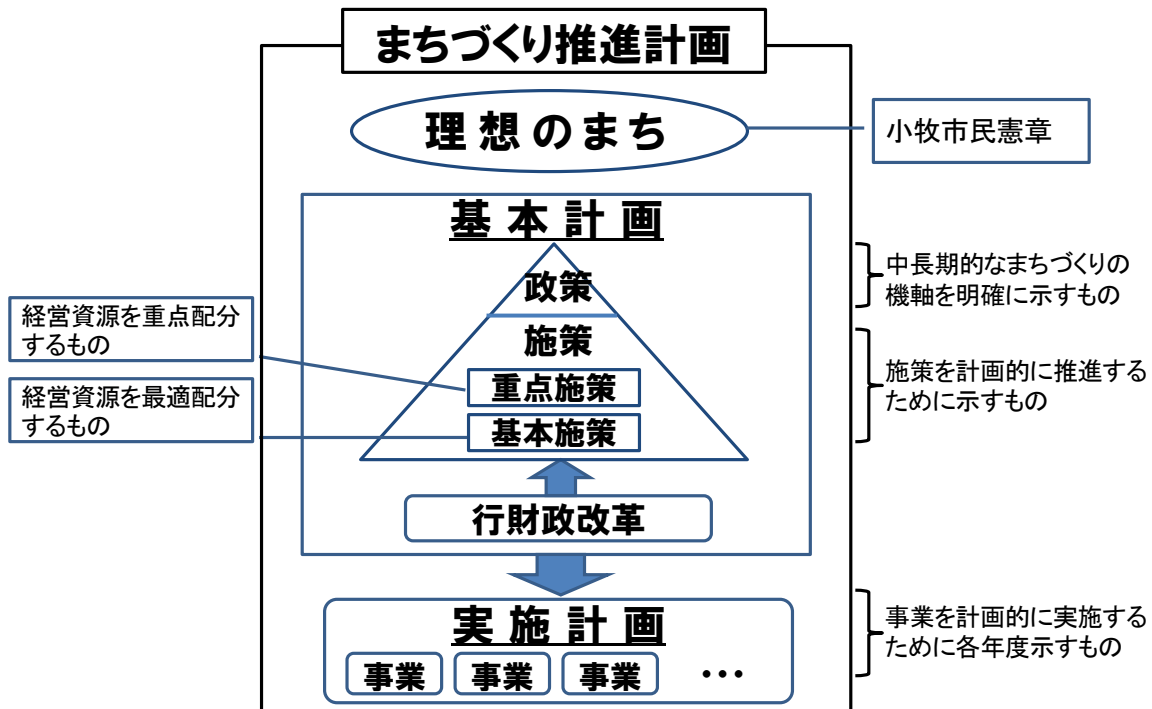 まちづくり推進計画
理想のまち
小牧市民憲章
基本計画
政策
中長期的なまちづくりの
機軸を明確に示すもの
施策
経営資源を重点配分
するもの
重点施策
施策を計画的に推進する
ために示すもの
経営資源を最適配分
するもの
基本施策
行財政改革
実施計画
事業を計画的に実施する
ために各年度示すもの
事業 事業 事業 …